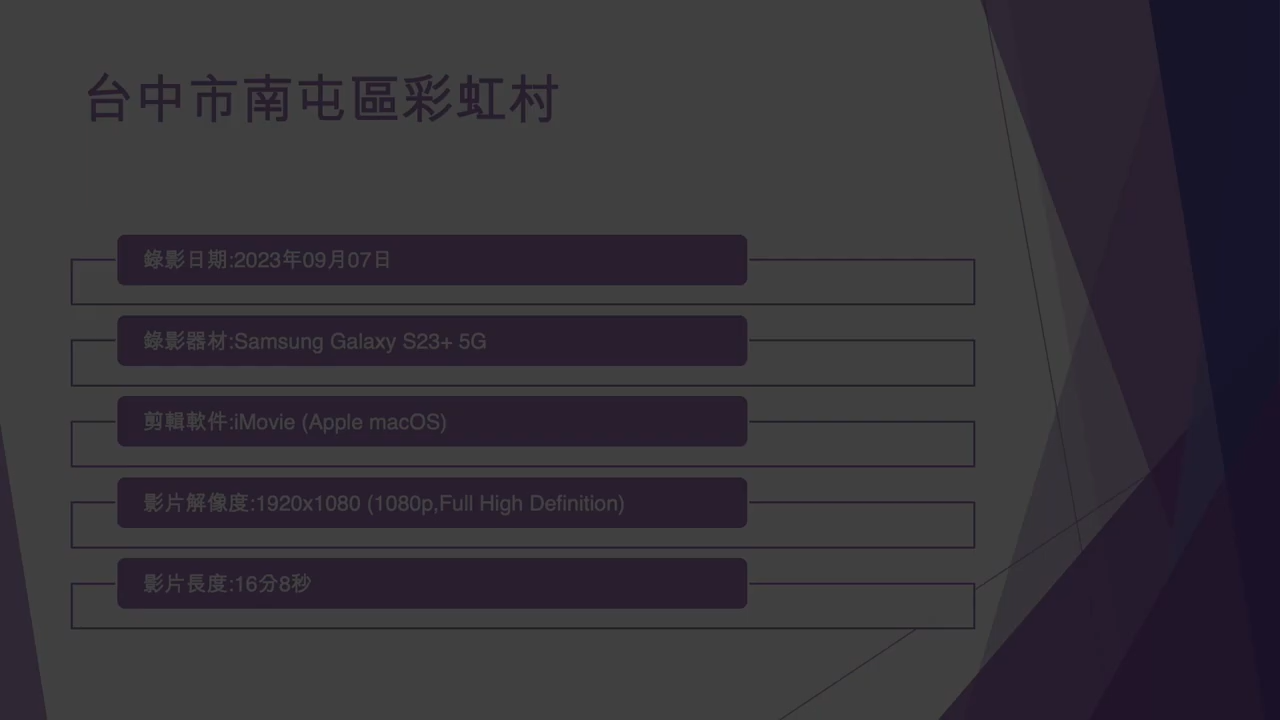 台中市南屯區彩虹村
錄影日期:2023年09月07日
錄影器材:Samsung Galaxy S23+ 5G
剪輯軟件:iMovie (Apple macOS)
影片解像度:1920x1080 (1080p,Full High Definition)
影片長度:16分8秒